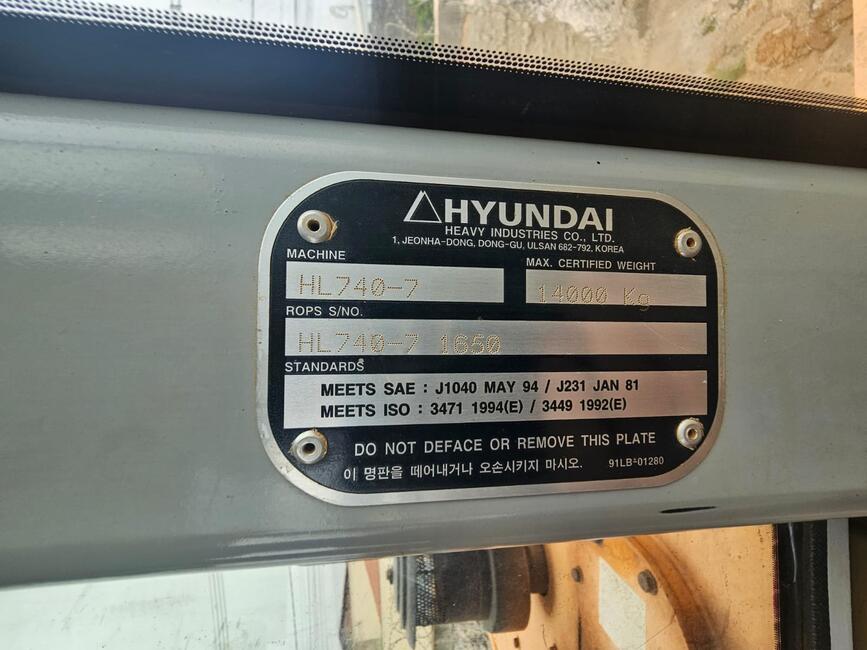 HYUNDAI
HEAVY INDUSTRIES CO., LTD.
1, JEONHA-DONG, DONG-GU, ULSAN 682-792, KOREA
MACHINE
MAX. CERTIFIED WEIGHT
HL740-7
14000 Kg
ROPS S/NO.
HL740-7 1650
STANDARDS
MEETS SAE : J1040 MAY 94 / J231 JAN 81
MEETS ISO : 3471 1994(E) / 3449 1992(E)
DO NOT DEFACE OR REMOVE THIS PLATE
이 명판을 떼어내거나 오손시키지 마시오. 91LB-01280